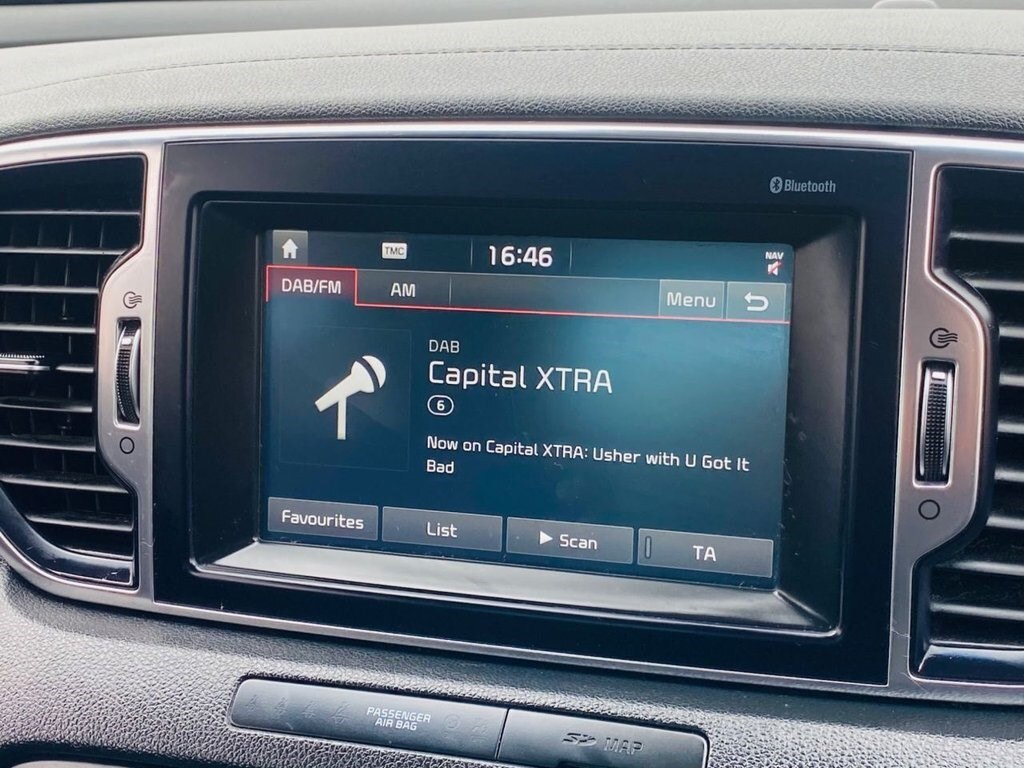 Bluetooth
TMC
16:46
NAV
DAB/FM
AM
Menu
DAB
Capital XTRA
6
Now on Capital XTRA: Usher with U Got It
Bad
Favourites
List
Scan
TA
PASSENGER
AIR BAG
SD MAP